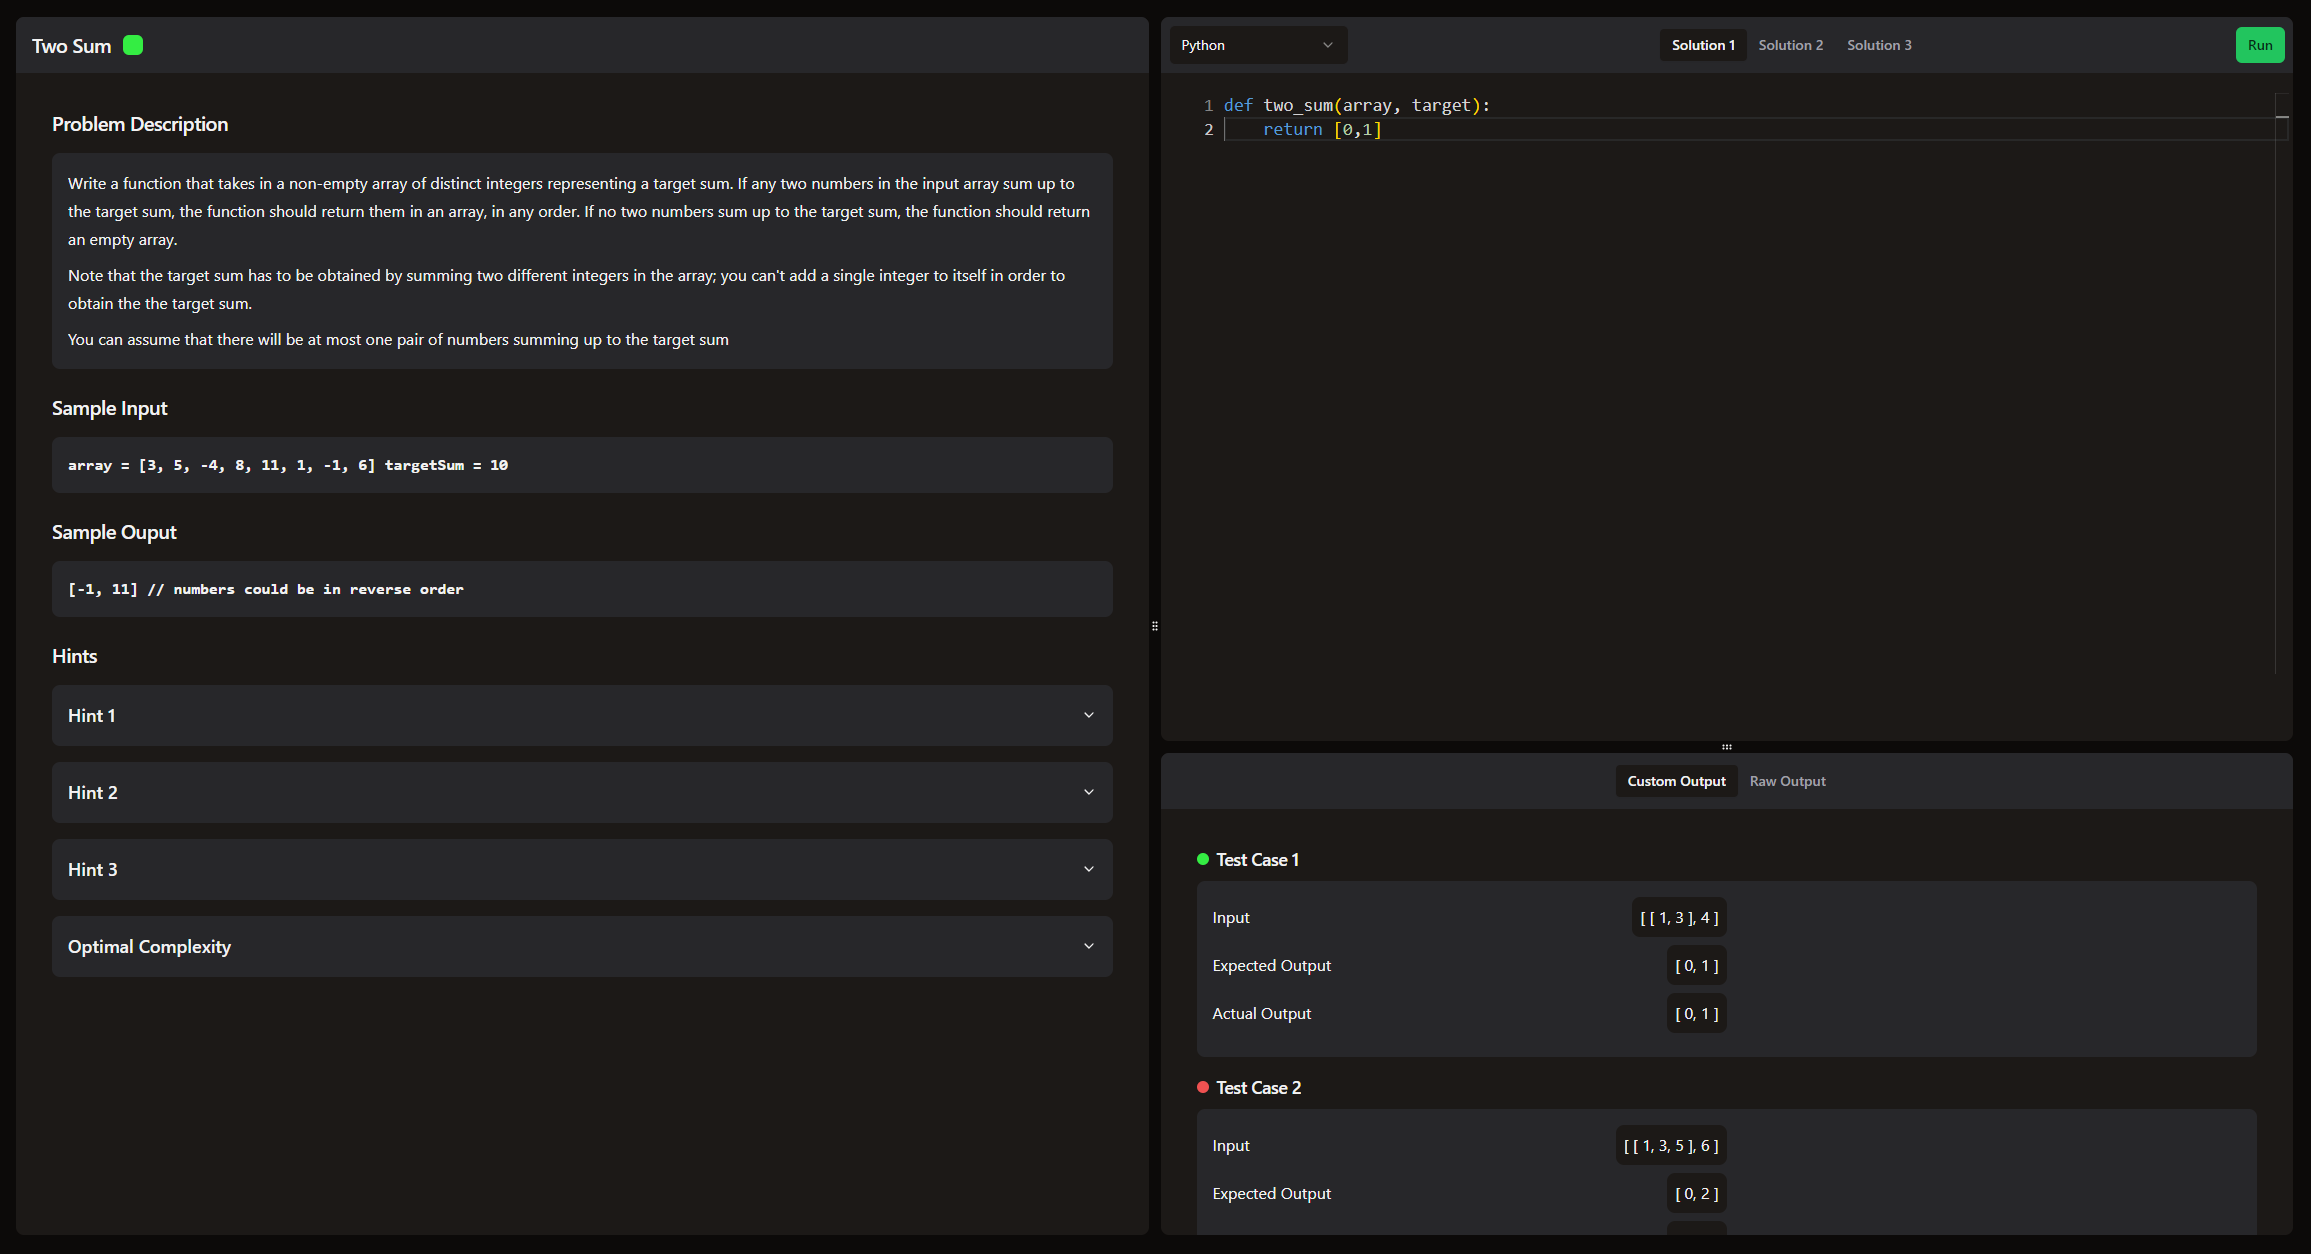 Two Sum
Problem Description
Write a function that takes in a non-empty array of distinct integers representing a target sum. If any two numbers in the input array sum up to
the target sum, the function should return them in an array, in any order. If no two numbers sum up to the target sum, the function should return
an empty array.
Note that the target sum has to be obtained by summing two different integers in the array; you can't add a single integer to itself in order to
obtain the the target sum.
You can assume that there will be at most one pair of numbers summing up to the target sum
Sample Input
array = [3, 5, -4, 8, 11, 1, -1, 6] targetSum = 10
Sample Ouput
[-1, 11] // numbers could be in reverse order
Hints
Hint 1
Hint 2
Hint 3
Optimal Complexity
Python
Solution 1 Solution 2 Solution 3
Run
1 def two_sum(array, target):
2     return [0,1]
Custom Output Raw Output
Test Case 1
Input [ [ 1, 3 ], 4 ]
Expected Output [ 0, 1 ]
Actual Output [ 0, 1 ]
Test Case 2
Input [ [ 1, 3, 5 ], 6 ]
Expected Output [ 0, 2 ]